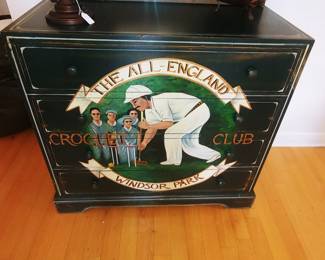 THE ALL-ENGLAND
CROQUET CLUB
WINDSOR PARK